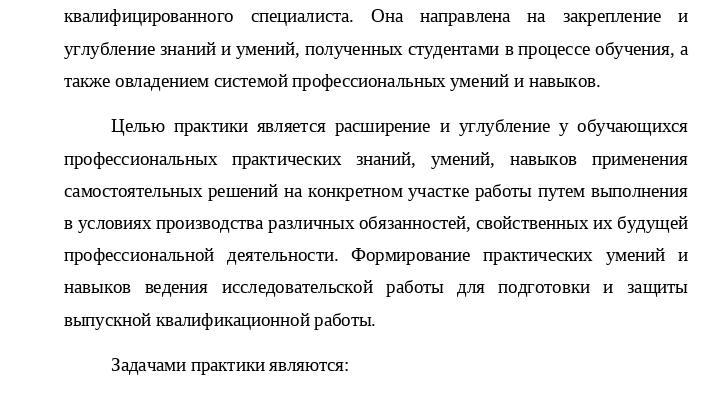 квалифицированного специалиста. Она направлена на закрепление и
углубление знаний и умений, полученных студентами в процессе обучения, а
также овладением системой профессиональных умений и навыков.
Целью практики является расширение и углубление у обучающихся
профессиональных практических знаний, умений, навыков применения
самостоятельных решений на конкретном участке работы путем выполнения
в условиях производства различных обязанностей, свойственных их будущей
профессиональной деятельности. Формирование практических умений и
навыков ведения исследовательской работы для подготовки и защиты
выпускной квалификационной работы.
Задачами практики являются: